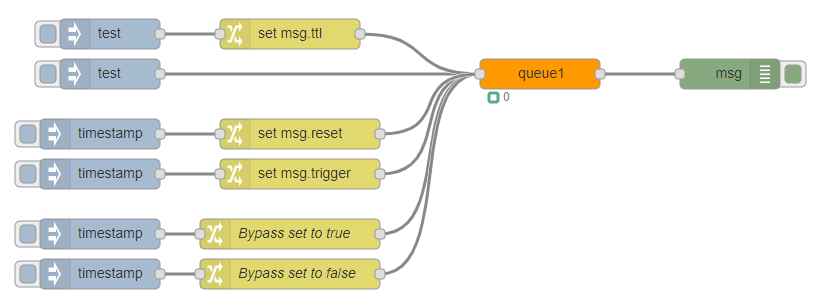 test set msg.ttl
test queue1 msg
0
timestamp set msg.reset
timestamp set msg.trigger
timestamp Bypass set to true
timestamp Bypass set to false